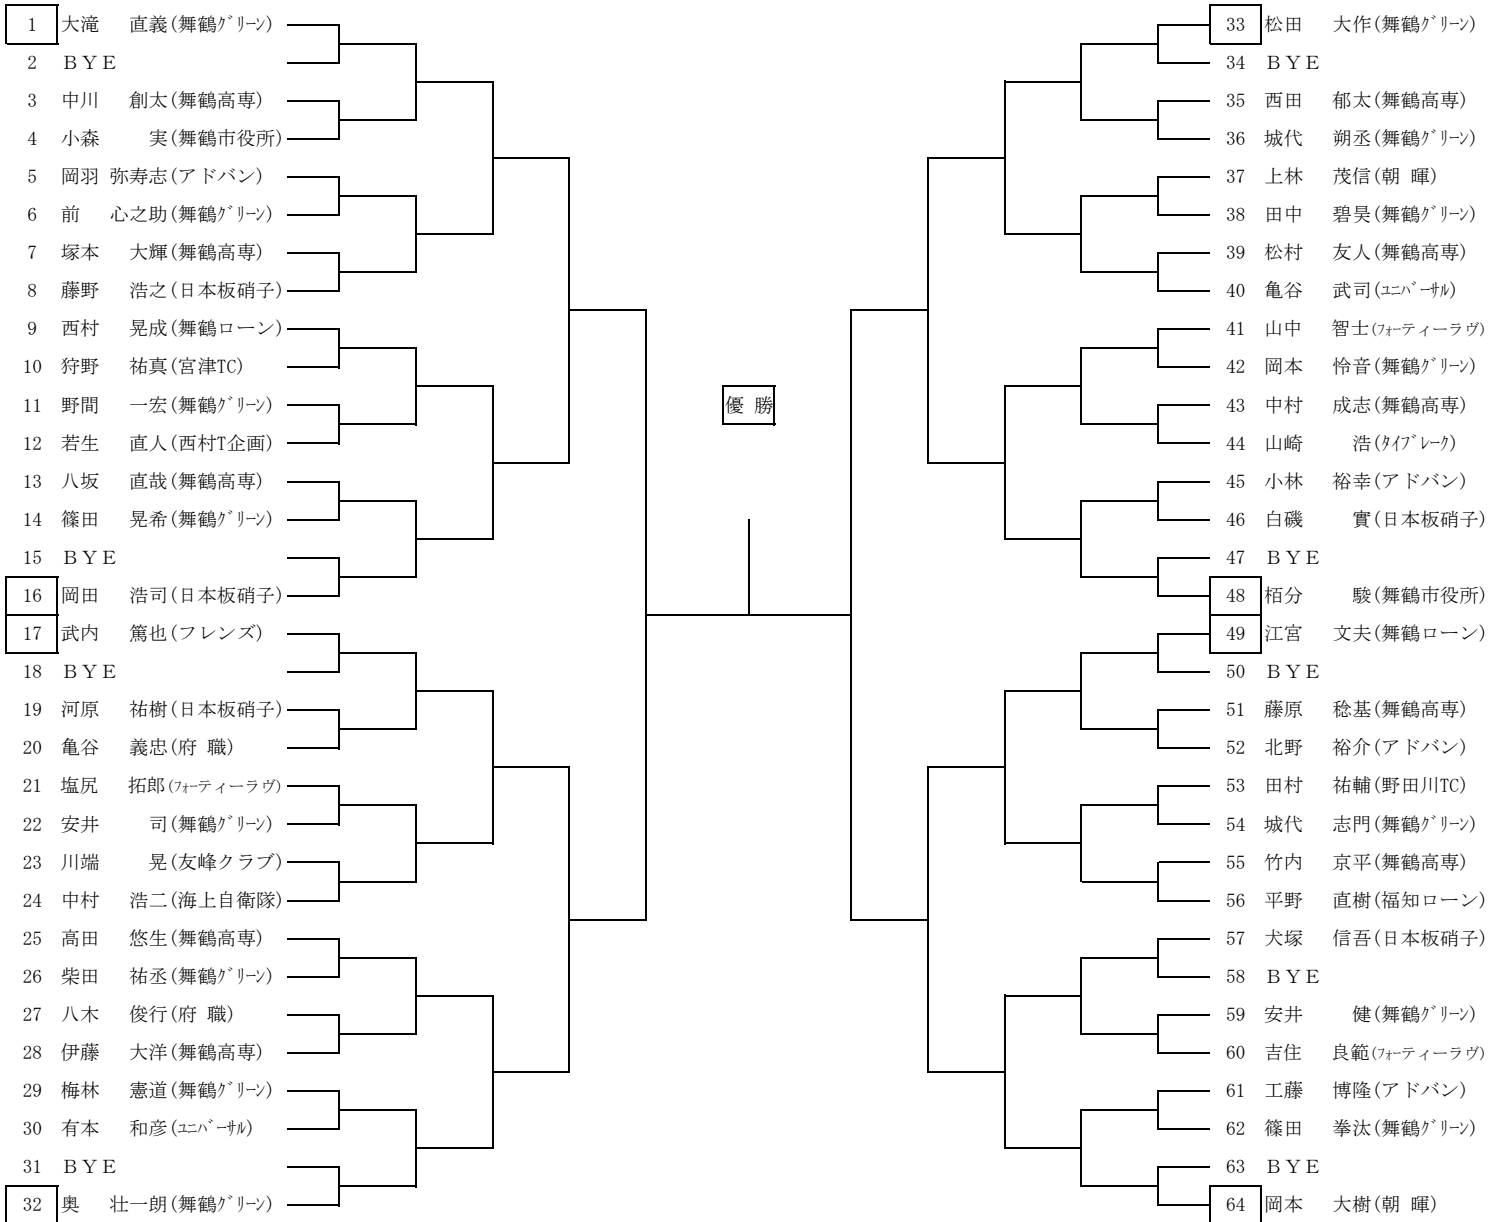 1 大滝 直義(舞鶴ｸﾞﾘｰﾝ)
2 ＢＹＥ
3 中川 創太(舞鶴高専)
4 小森 実(舞鶴市役所)
5 岡羽 弥寿志(アドバン)
6 前 心之助(舞鶴ｸﾞﾘｰﾝ)
7 塚本 大輝(舞鶴高専)
8 藤野 浩之(日本板硝子)
9 西村 晃成(舞鶴ローン)
10 狩野 祐真(宮津TC)
11 野間 一宏(舞鶴ｸﾞﾘｰﾝ)
12 若生 直人(西村T企画)
13 八坂 直哉(舞鶴高専)
14 篠田 晃希(舞鶴ｸﾞﾘｰﾝ)
15 ＢＹＥ
16 岡田 浩司(日本板硝子)
17 武内 篤也(フレンズ)
18 ＢＹＥ
19 河原 祐樹(日本板硝子)
20 亀谷 義忠(府 職)
21 塩尻 拓郎(ﾌｫｰティーラヴ)
22 安井 司(舞鶴ｸﾞﾘｰﾝ)
23 川端 晃(友峰クラブ)
24 中村 浩二(海上自衛隊)
25 高田 悠生(舞鶴高専)
26 柴田 祐丞(舞鶴ｸﾞﾘｰﾝ)
27 八木 俊行(府 職)
28 伊藤 大洋(舞鶴高専)
29 梅林 憲道(舞鶴ｸﾞﾘｰﾝ)
30 有本 和彦(ﾕﾆﾊﾞｰｻﾙ)
31 ＢＹＥ
32 奥 壮一朗(舞鶴ｸﾞﾘｰﾝ)
優 勝
33 松田 大作(舞鶴ｸﾞﾘｰﾝ)
34 ＢＹＥ
35 西田 郁太(舞鶴高専)
36 城代 朔丞(舞鶴ｸﾞﾘｰﾝ)
37 上林 茂信(朝 暉)
38 田中 碧昊(舞鶴ｸﾞﾘｰﾝ)
39 松村 友人(舞鶴高専)
40 亀谷 武司(ﾕﾆﾊﾞｰｻﾙ)
41 山中 智士(ﾌｫｰティーラヴ)
42 岡本 怜音(舞鶴ｸﾞﾘｰﾝ)
43 中村 成志(舞鶴高専)
44 山崎 浩(ﾀｲﾌﾞﾚｰｸ)
45 小林 裕幸(アドバン)
46 白磯 實(日本板硝子)
47 ＢＹＥ
48 栢分 駿(舞鶴市役所)
49 江宮 文夫(舞鶴ローン)
50 ＢＹＥ
51 藤原 稔基(舞鶴高専)
52 北野 裕介(アドバン)
53 田村 祐輔(野田川TC)
54 城代 志門(舞鶴ｸﾞﾘｰﾝ)
55 竹内 京平(舞鶴高専)
56 平野 直樹(福知ローン)
57 犬塚 信吾(日本板硝子)
58 ＢＹＥ
59 安井 健(舞鶴ｸﾞﾘｰﾝ)
60 吉住 良範(ﾌｫｰティーラヴ)
61 工藤 博隆(アドバン)
62 篠田 拳汰(舞鶴ｸﾞﾘｰﾝ)
63 ＢＹＥ
64 岡本 大樹(朝 暉)